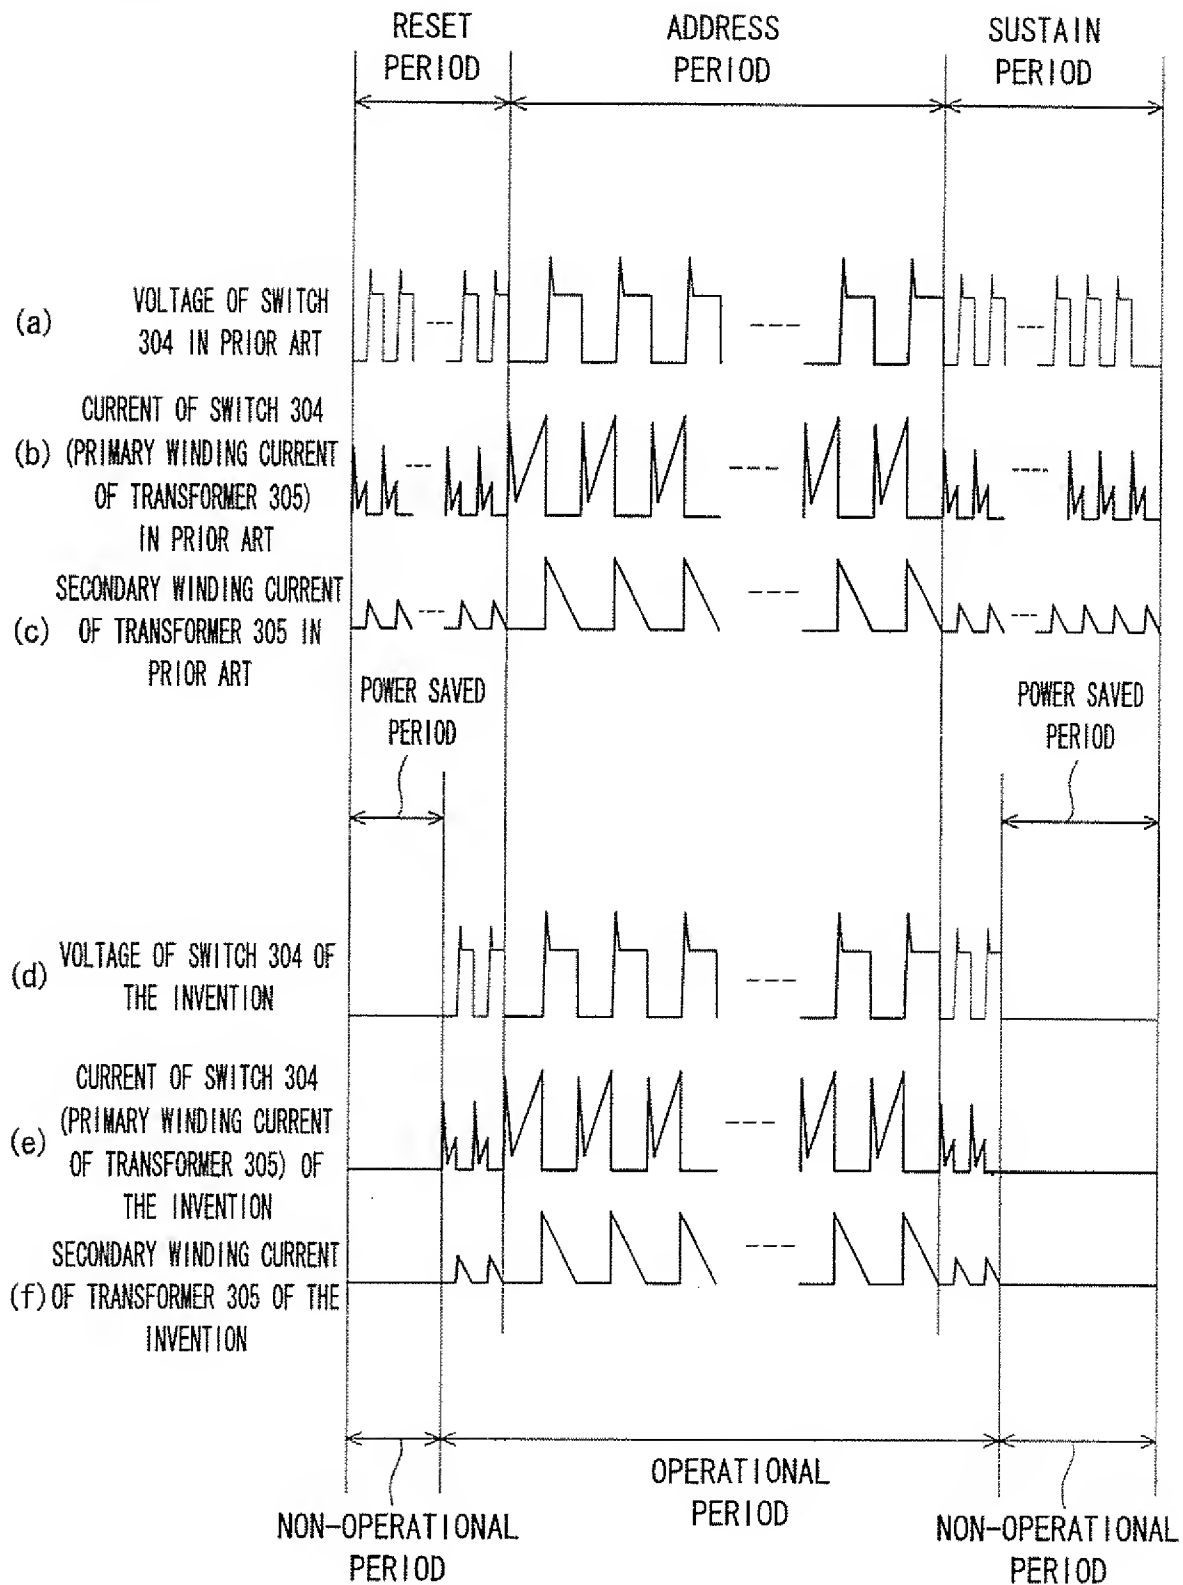 RESET
PERIOD
ADDRESS
PERIOD
SUSTAIN
PERIOD
(a) VOLTAGE OF SWITCH
304 IN PRIOR ART
CURRENT OF SWITCH 304
(b) (PRIMARY WINDING CURRENT
OF TRANSFORMER 305)
IN PRIOR ART
SECONDARY WINDING CURRENT
(c) OF TRANSFORMER 305 IN
PRIOR ART
POWER SAVED
PERIOD
POWER SAVED
PERIOD
(d) VOLTAGE OF SWITCH 304 OF
THE INVENTION
CURRENT OF SWITCH 304
(e) (PRIMARY WINDING CURRENT
OF TRANSFORMER 305) OF
THE INVENTION
SECONDARY WINDING CURRENT
(f) OF TRANSFORMER 305 OF THE
INVENTION
OPERATIONAL
PERIOD
NON-OPERATIONAL
PERIOD
NON-OPERATIONAL
PERIOD